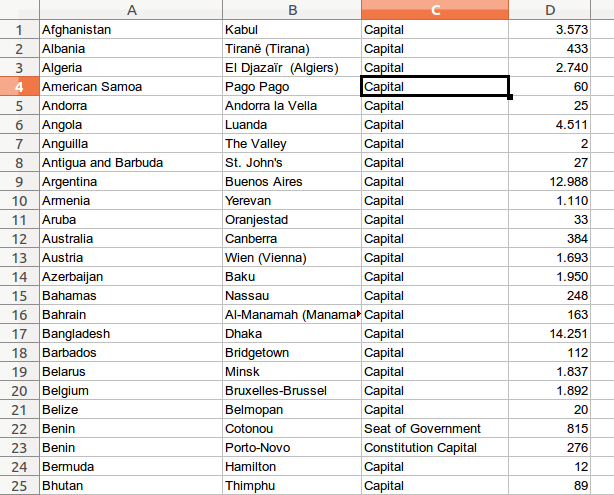 A B C D
1 Afghanistan Kabul Capital 3.573
2 Albania Tiranë (Tirana) Capital 433
3 Algeria El Djazaïr  (Algiers) Capital 2.740
4 American Samoa Pago Pago Capital 60
5 Andorra Andorra la Vella Capital 25
6 Angola Luanda Capital 4.511
7 Anguilla The Valley Capital 2
8 Antigua and Barbuda St. John's Capital 27
9 Argentina Buenos Aires Capital 12.988
10 Armenia Yerevan Capital 1.110
11 Aruba Oranjestad Capital 33
12 Australia Canberra Capital 384
13 Austria Wien (Vienna) Capital 1.693
14 Azerbaijan Baku Capital 1.950
15 Bahamas Nassau Capital 248
16 Bahrain Al-Manamah (Manama Capital 163
17 Bangladesh Dhaka Capital 14.251
18 Barbados Bridgetown Capital 112
19 Belarus Minsk Capital 1.837
20 Belgium Bruxelles-Brussel Capital 1.892
21 Belize Belmopan Capital 20
22 Benin Cotonou Seat of Government 815
23 Benin Porto-Novo Constitution Capital 276
24 Bermuda Hamilton Capital 12
25 Bhutan Thimphu Capital 89